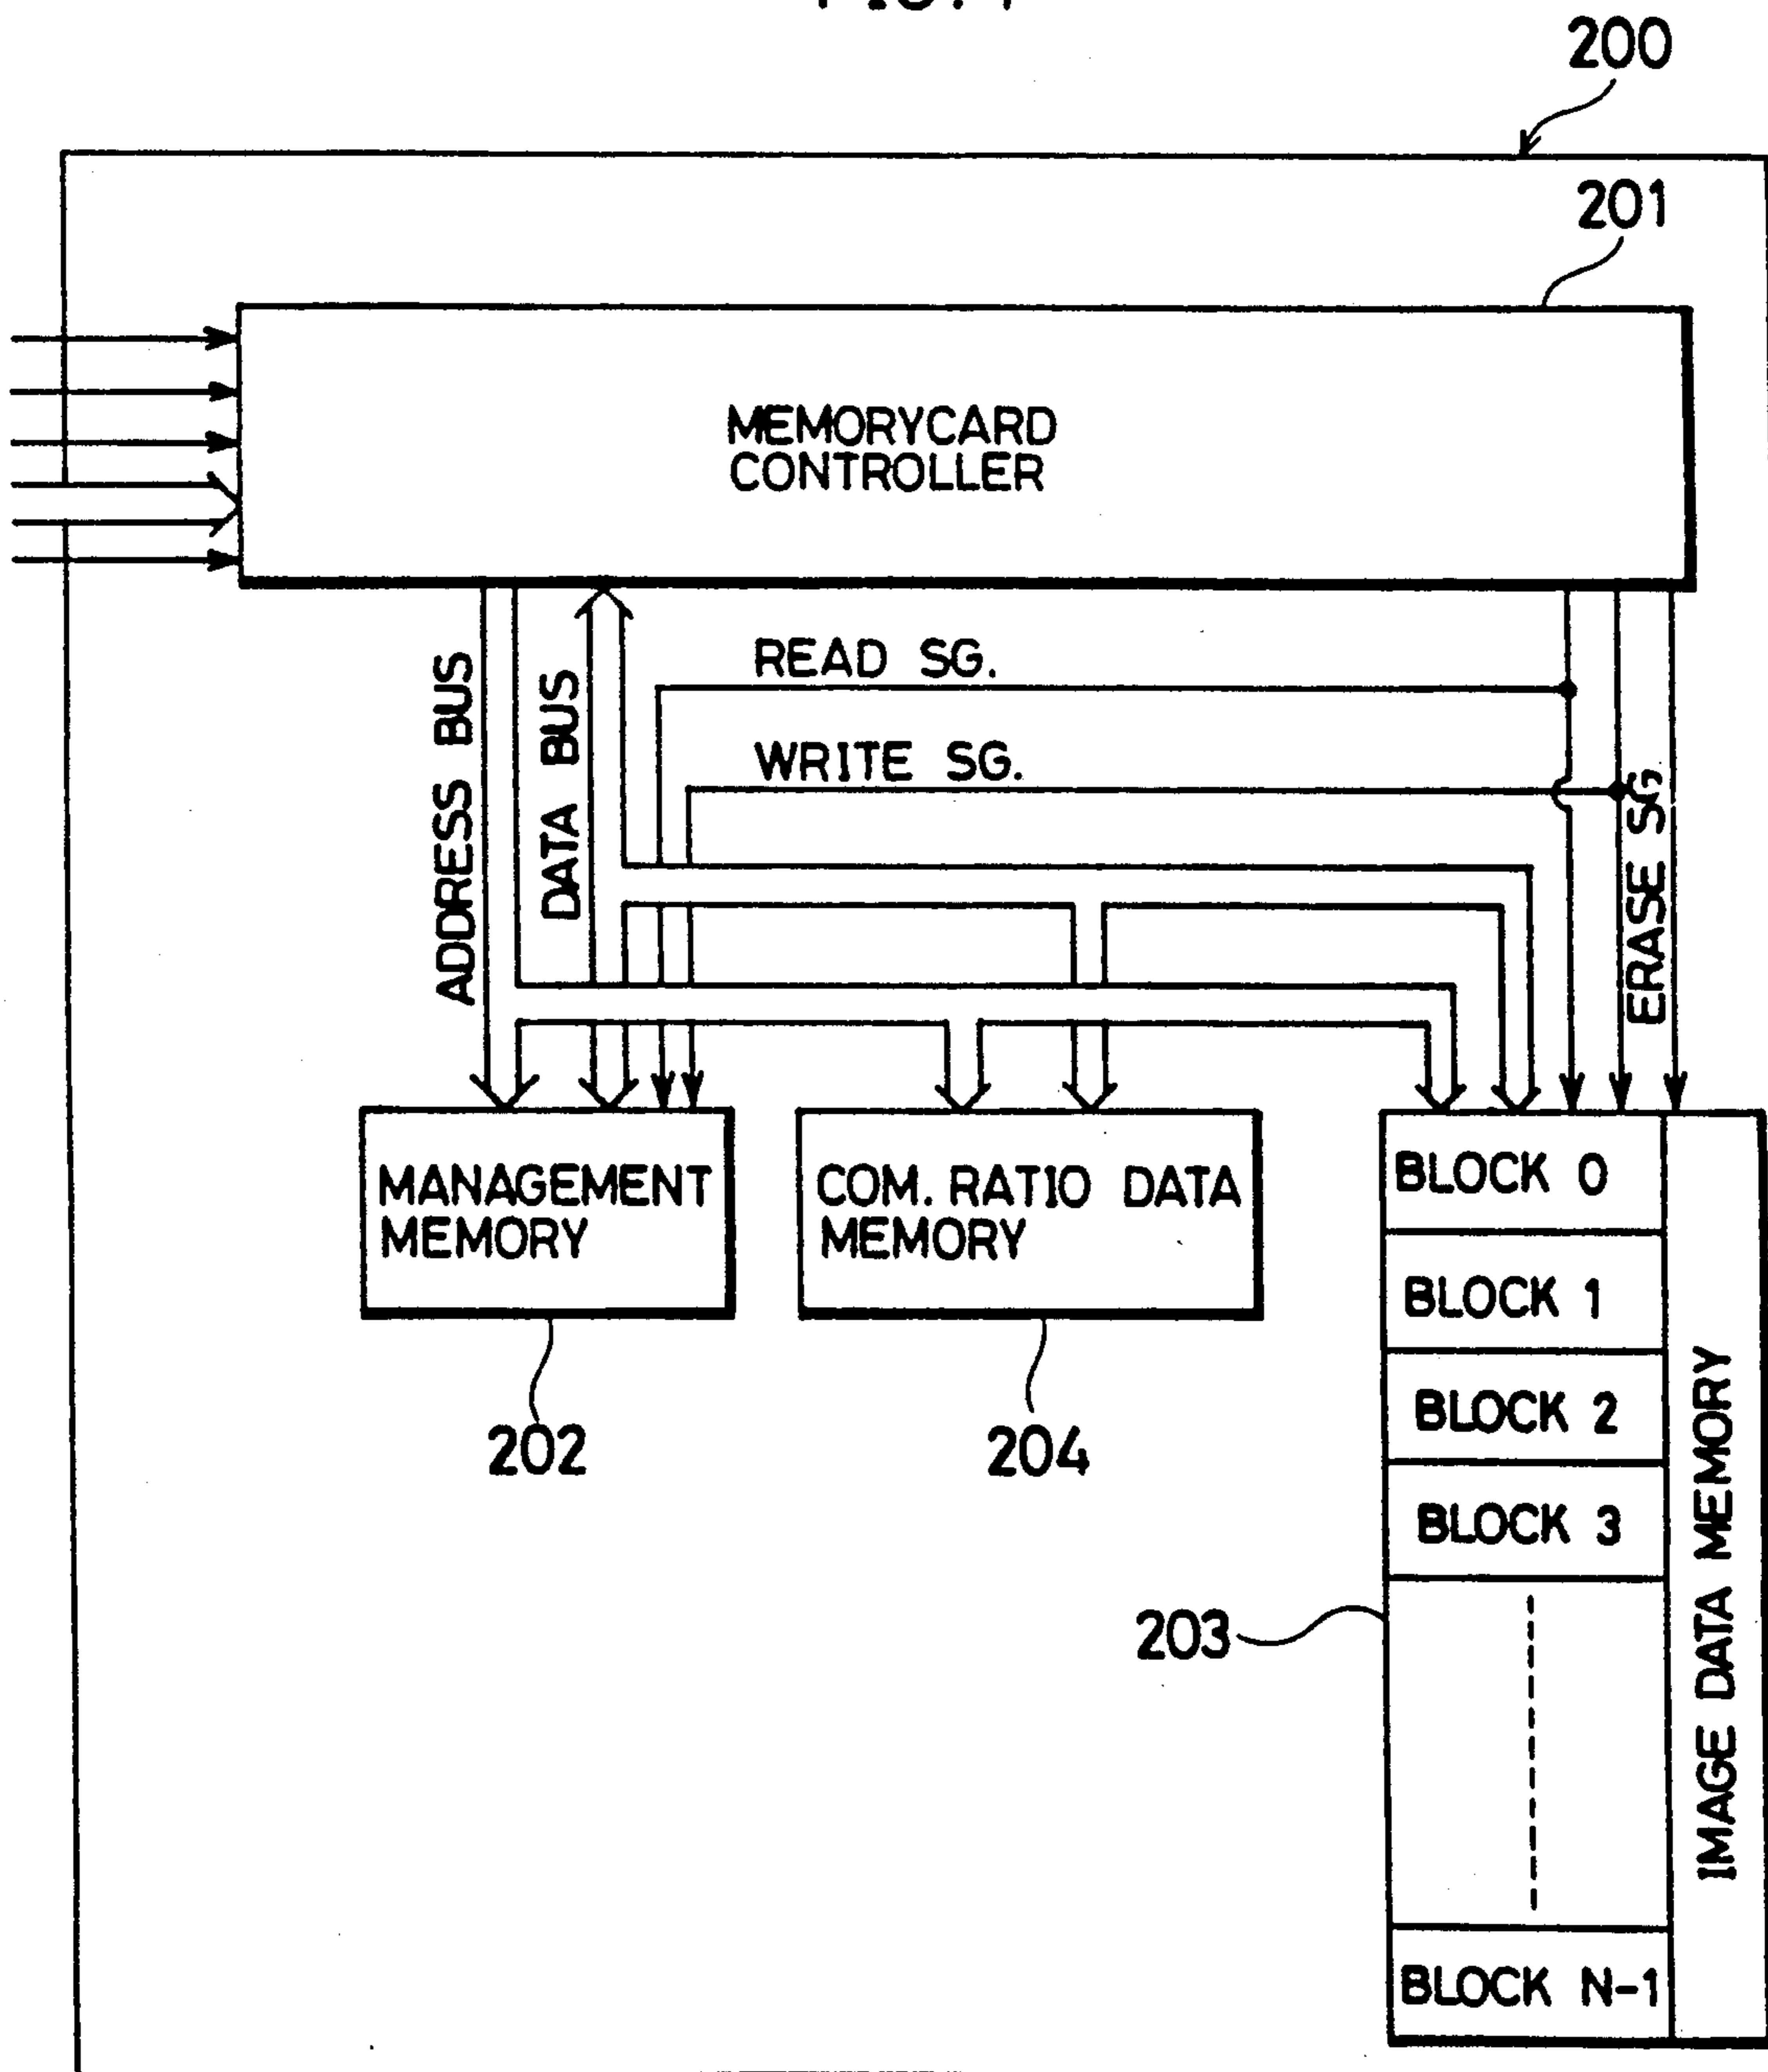 200
201
MEMORYCARD
CONTROLLER
READ SG.
WRITE SG.
ADDRESS BUS
DATA BUS
ERASE SG.
MANAGEMENT
MEMORY
COM. RATIO DATA
MEMORY
BLOCK 0
BLOCK 1
BLOCK 2
BLOCK 3
BLOCK N-1
IMAGE DATA MEMORY
202
204
203